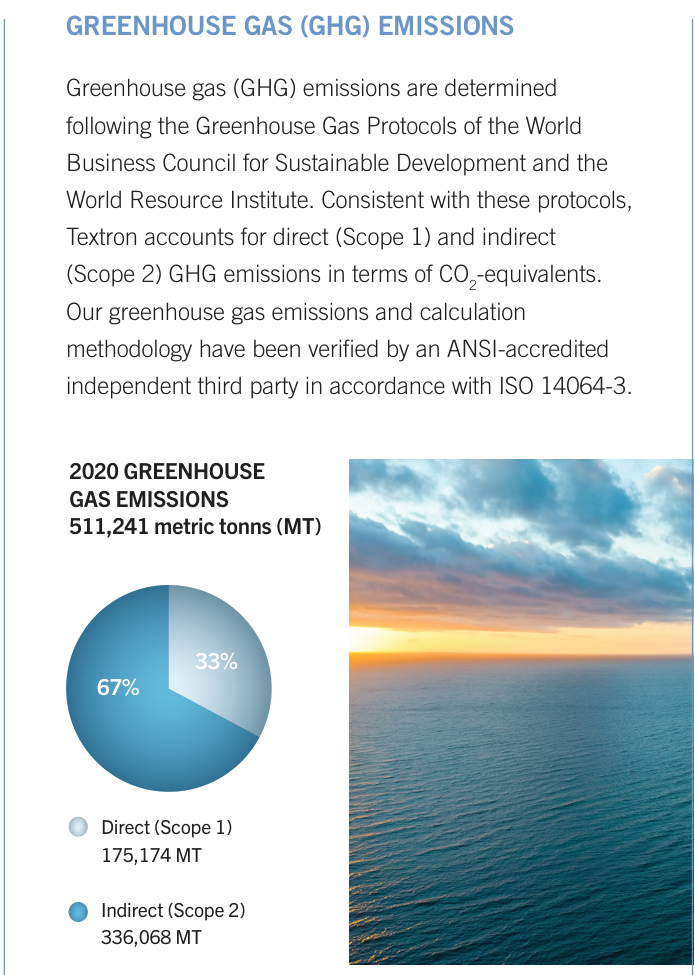 GREENHOUSE GAS (GHG) EMISSIONS
Greenhouse gas (GHG) emissions are determined
following the Greenhouse Gas Protocols of the World
Business Council for Sustainable Development and the
World Resource Institute. Consistent with these protocols,
Textron accounts for direct (Scope 1) and indirect
(Scope 2) GHG emissions in terms of CO₂-equivalents.
Our greenhouse gas emissions and calculation
methodology have been verified by an ANSI-accredited
independent third party in accordance with ISO 14064-3.
2020 GREENHOUSE
GAS EMISSIONS
511,241 metric tonns (MT)
33%
67%
Direct (Scope 1)
175,174 MT
Indirect (Scope 2)
336,068 MT